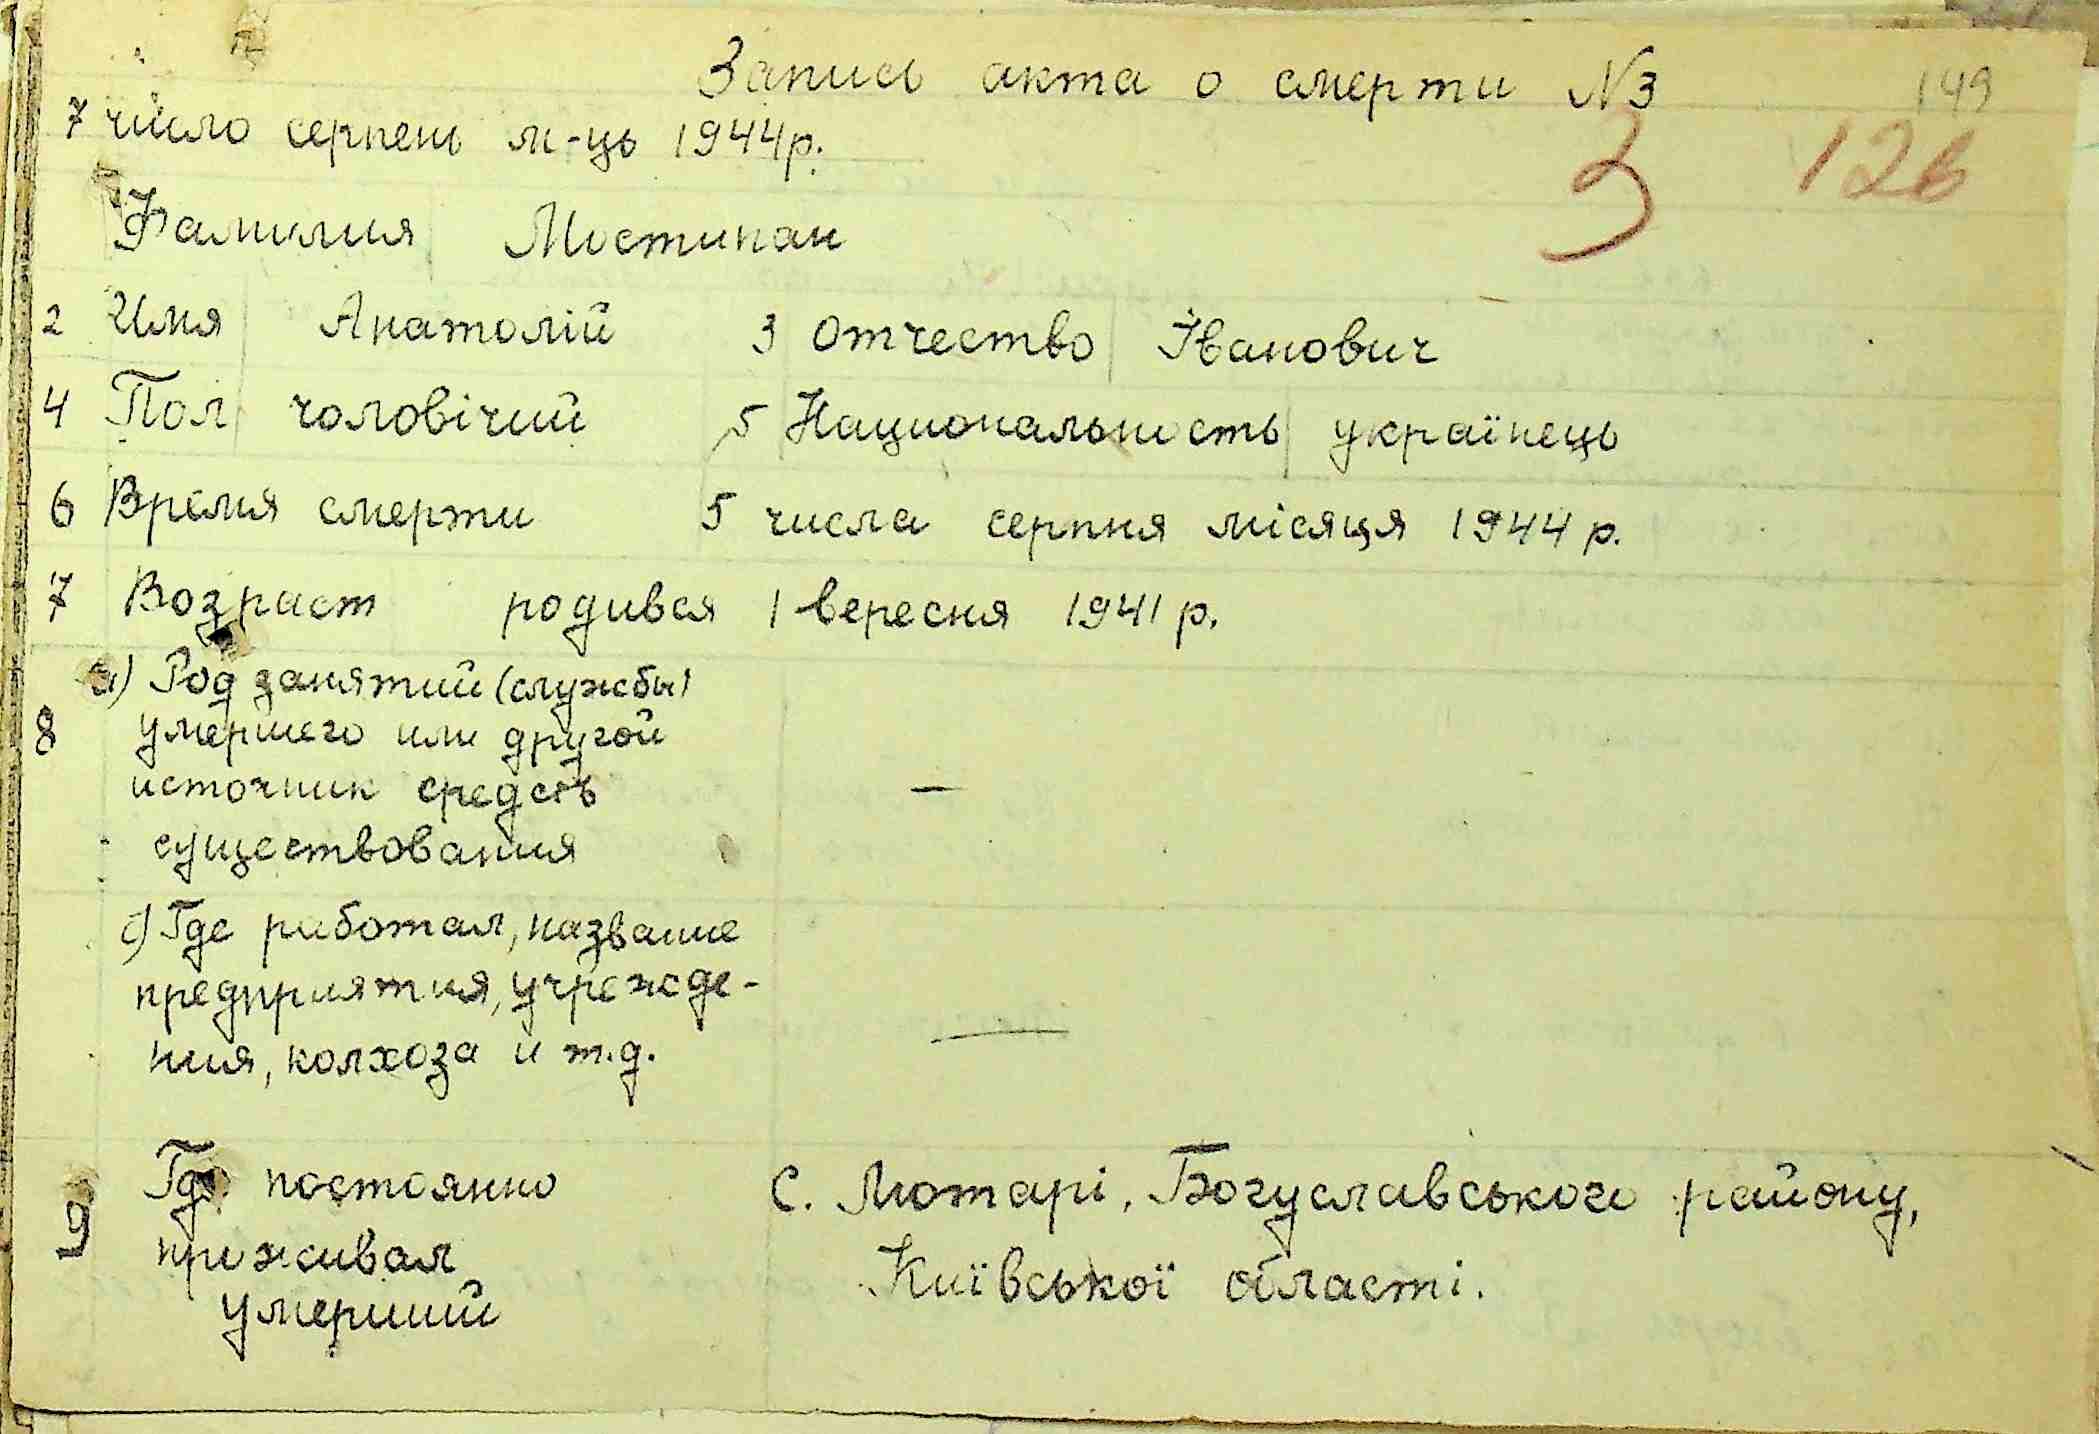 Запись акта о смерти N3 149
7 число серпень м-ць 1944р.
3 126
Фамилия Мостипан
2 Имя Анатолій 3 Отчество Іванович
4 Пол чоловічий 5 Национальность українець
6 Время смерти 5 числа серпня місяця 1944 р.
7 Возраст родився 1 вересня 1941 р.
а) Род занятий (службы)
8 умершего или другой
источник средств
существования –
б) Где работал, название
предприятия, учрежде-
ния, колхоза и т.д. —
9 Где постоянно С. Мотарі, Богуславського району,
проживал Київської області.
умерший